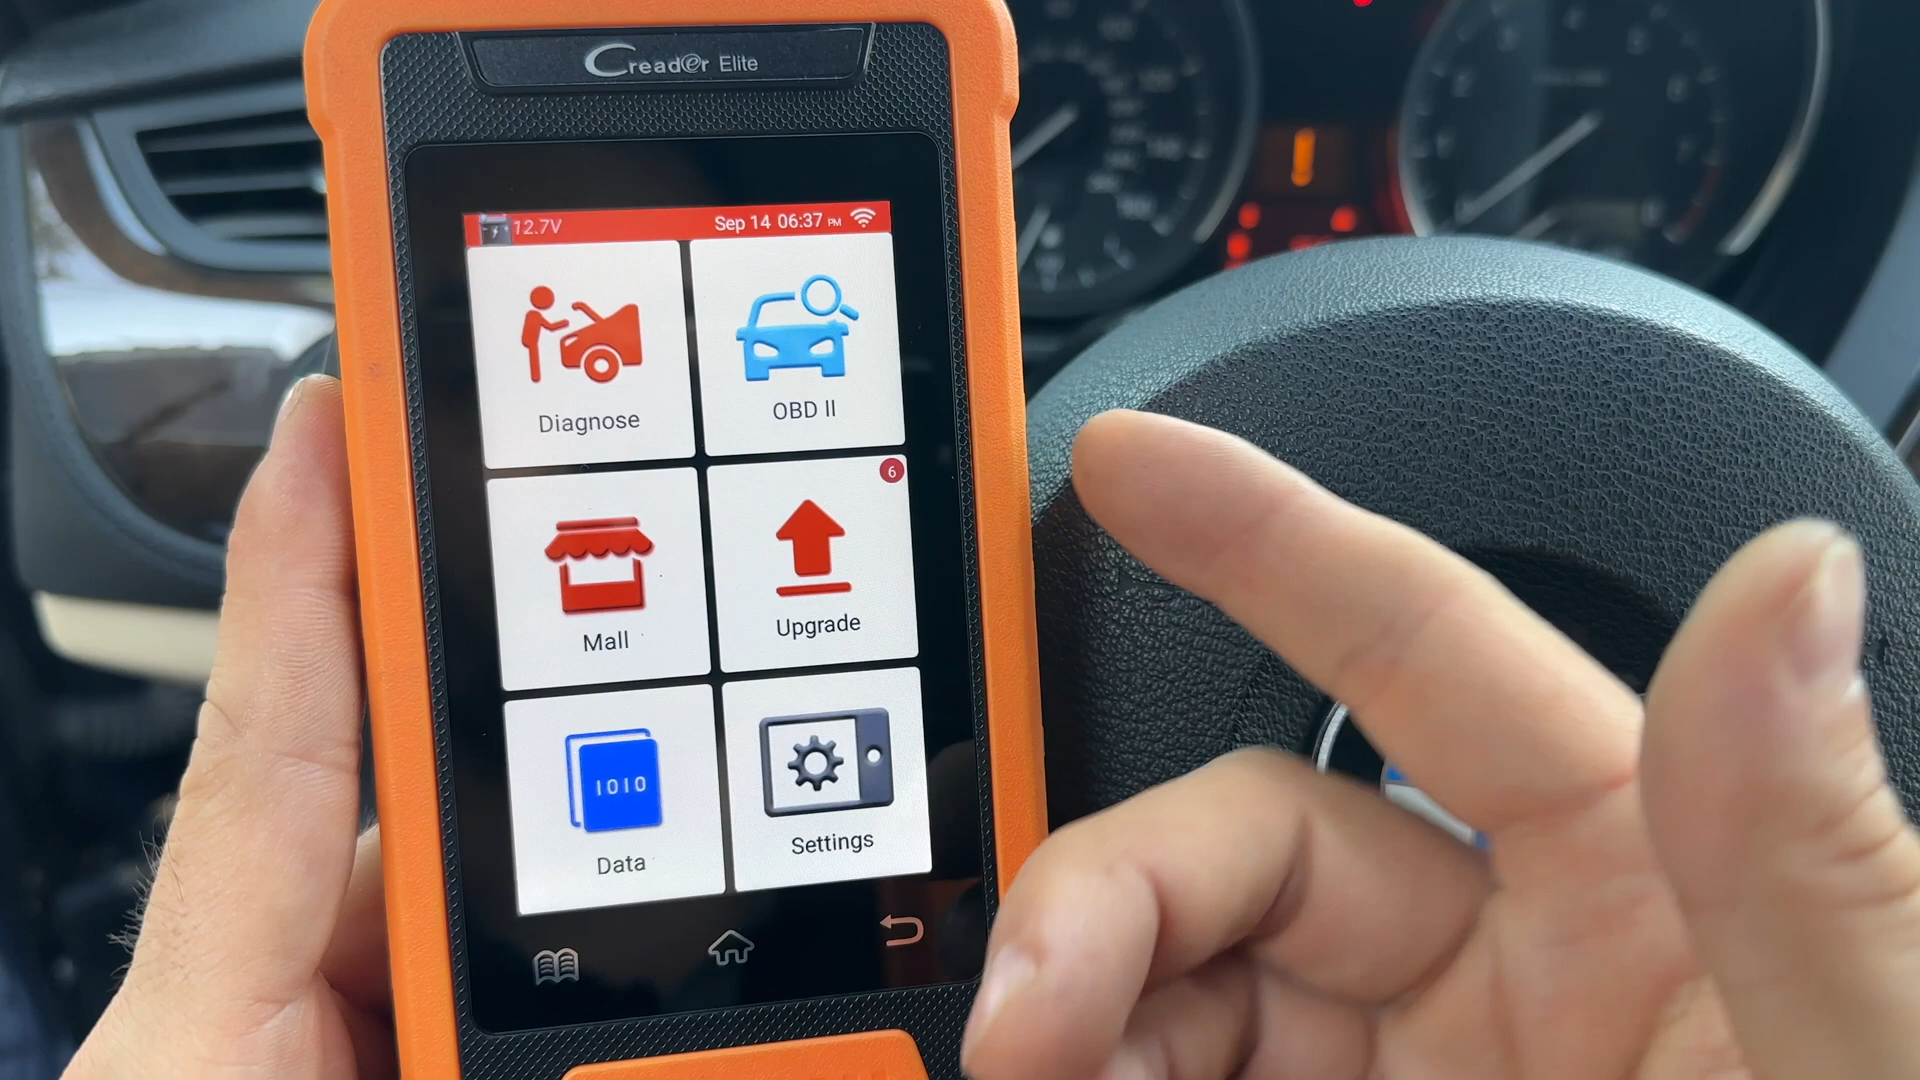 Creader Elite
12.7V
Sep 14 06:37 PM
Diagnose
OBD II
6
Mall
Upgrade
1010
Data
Settings